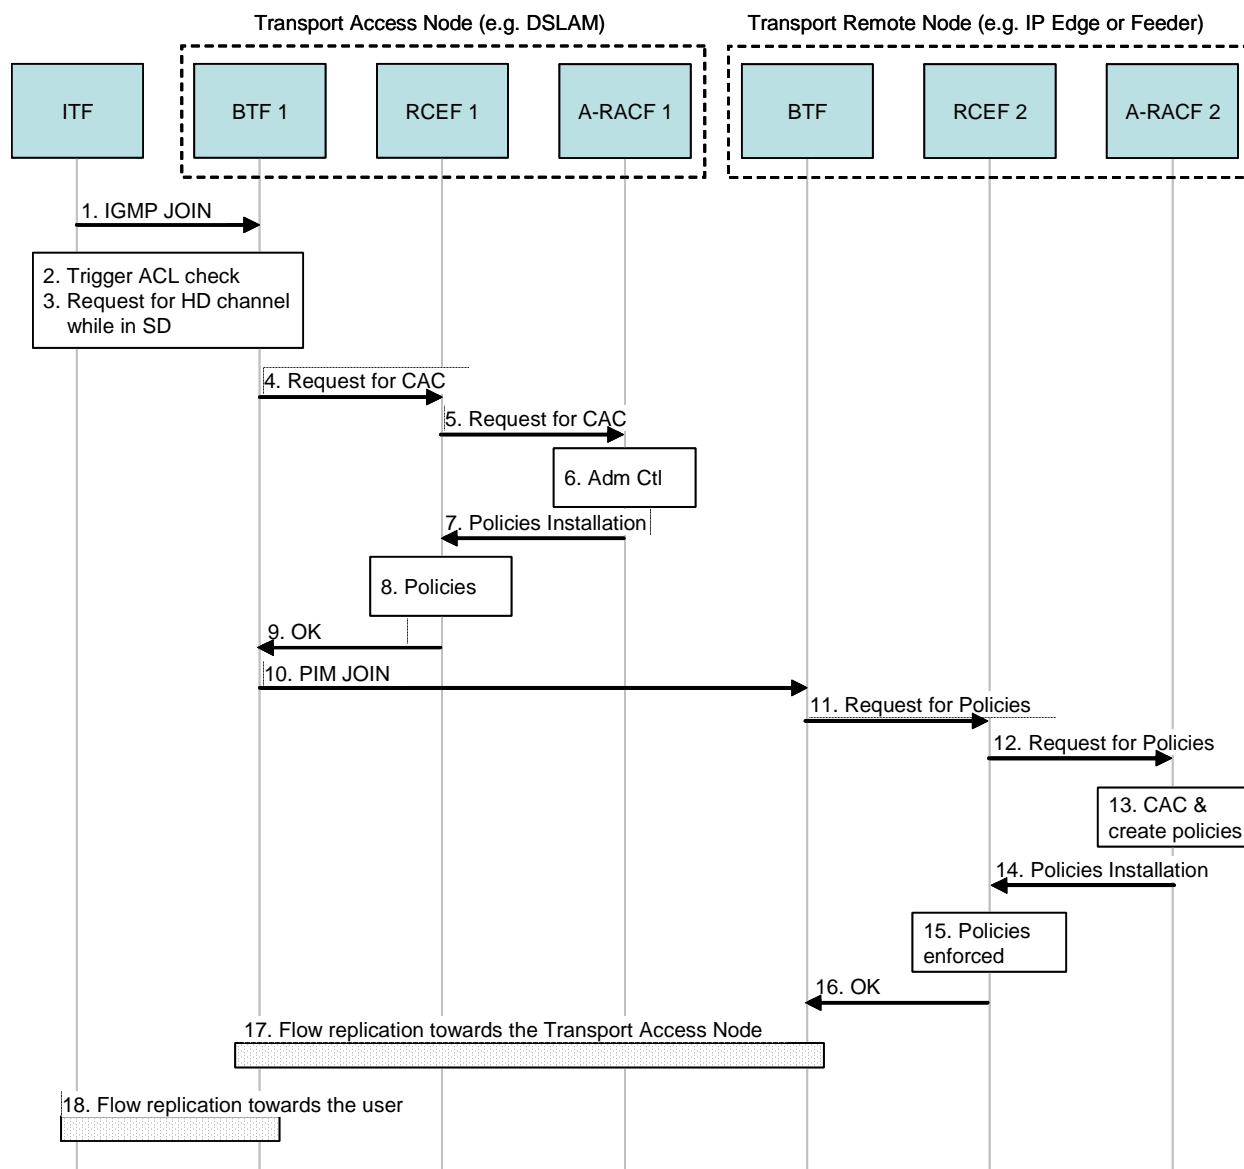 Transport Access Node (e.g. DSLAM)
Transport Remote Node (e.g. IP Edge or Feeder)
ITF
BTF 1
RCEF 1
A-RACF 1
BTF
RCEF 2
A-RACF 2
1. IGMP JOIN
2. Trigger ACL check
3. Request for HD channel
while in SD
4. Request for CAC
5. Request for CAC
6. Adm Ctl
7. Policies Installation
8. Policies
9. OK
10. PIM JOIN
11. Request for Policies
12. Request for Policies
13. CAC &
create policies
14. Policies Installation
15. Policies
enforced
16. OK
17. Flow replication towards the Transport Access Node
18. Flow replication towards the user